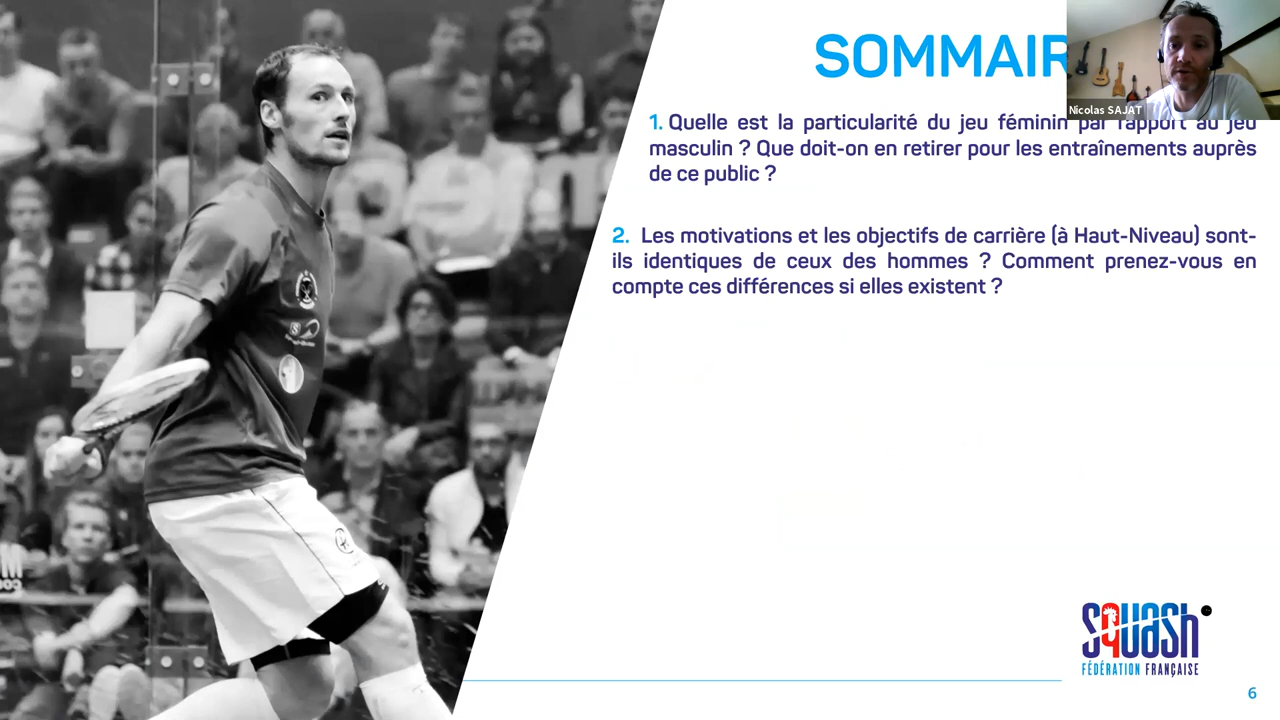 SOMMAIR
Nicolas SAJAT
1. Quelle est la particularité du jeu féminin par rapport au jeu
masculin ? Que doit-on en retirer pour les entraînements auprès
de ce public ?
2. Les motivations et les objectifs de carrière (à Haut-Niveau) sont-
ils identiques de ceux des hommes ? Comment prenez-vous en
compte ces différences si elles existent ?
squash
FÉDÉRATION FRANÇAISE
6